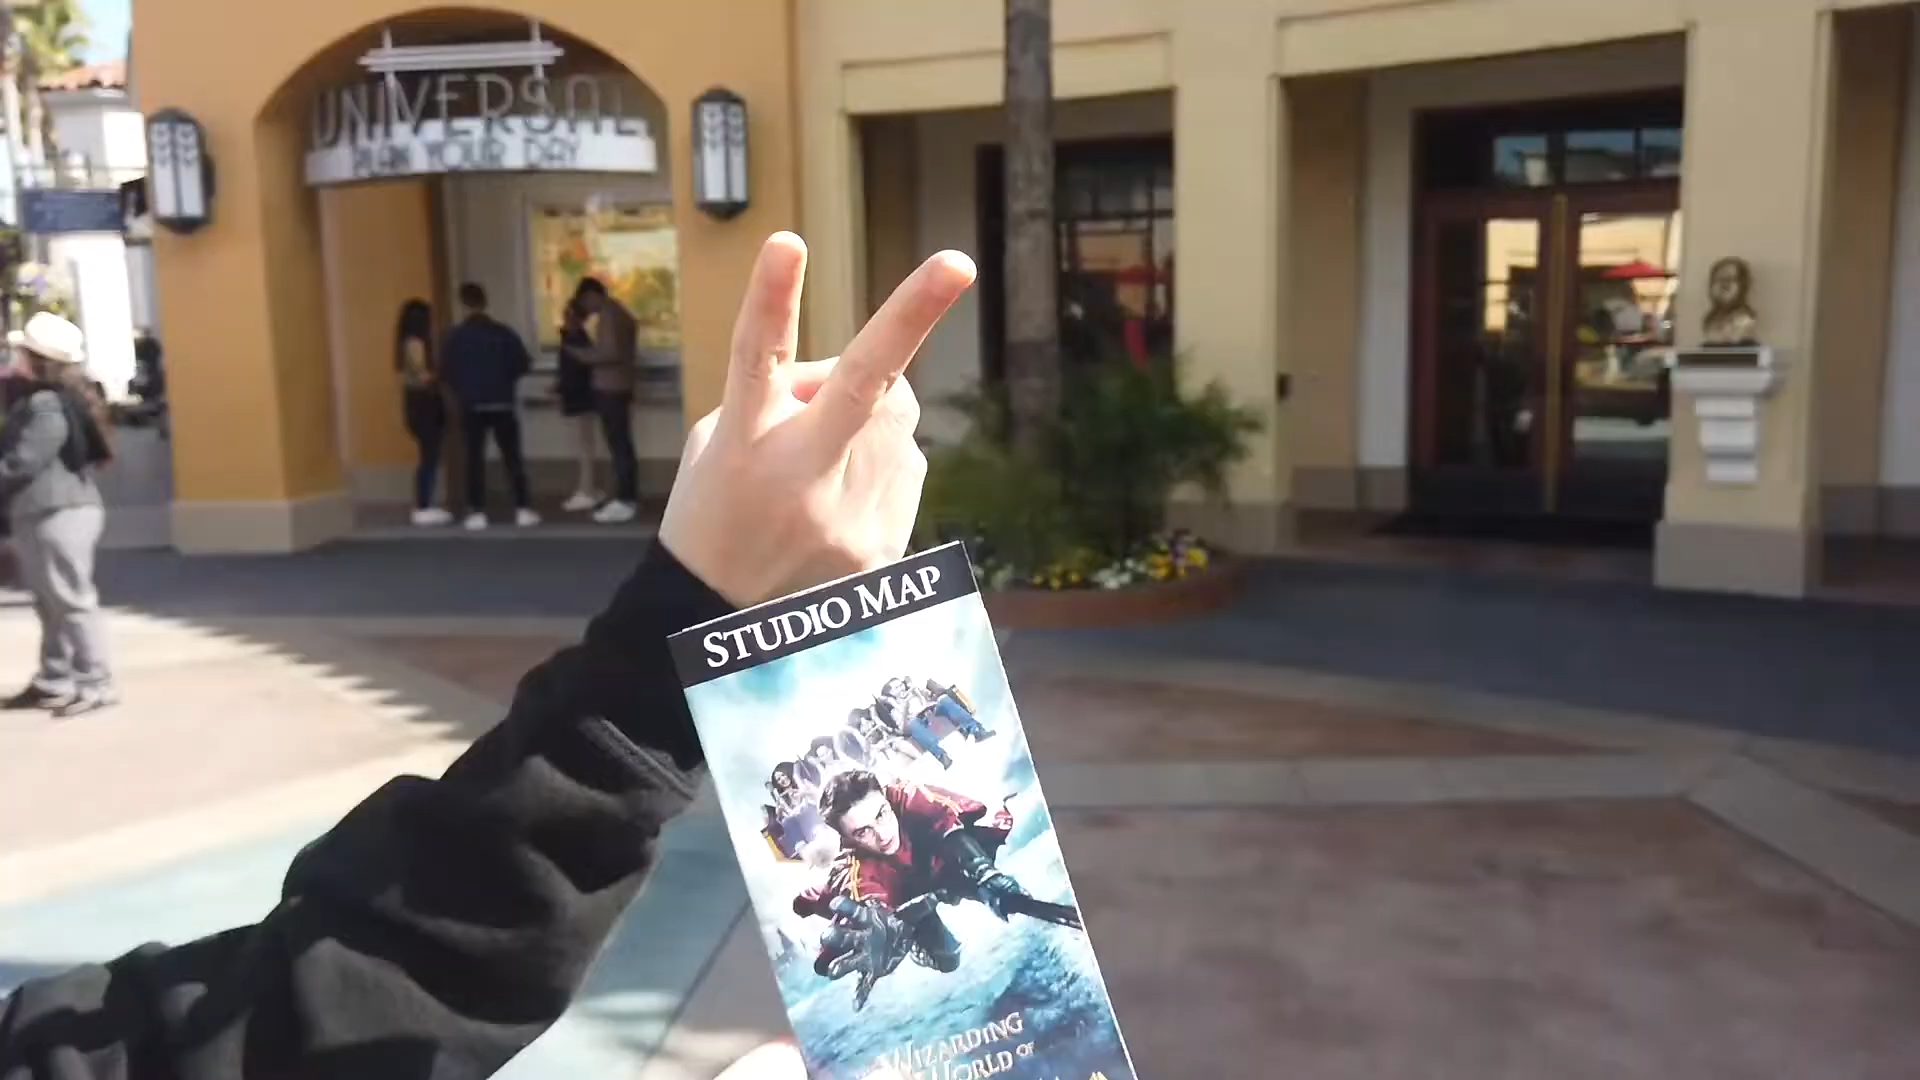 UNIVERSAL
PLAN YOUR DAY
STUDIO MAP
WIZARDING
WORLD OF